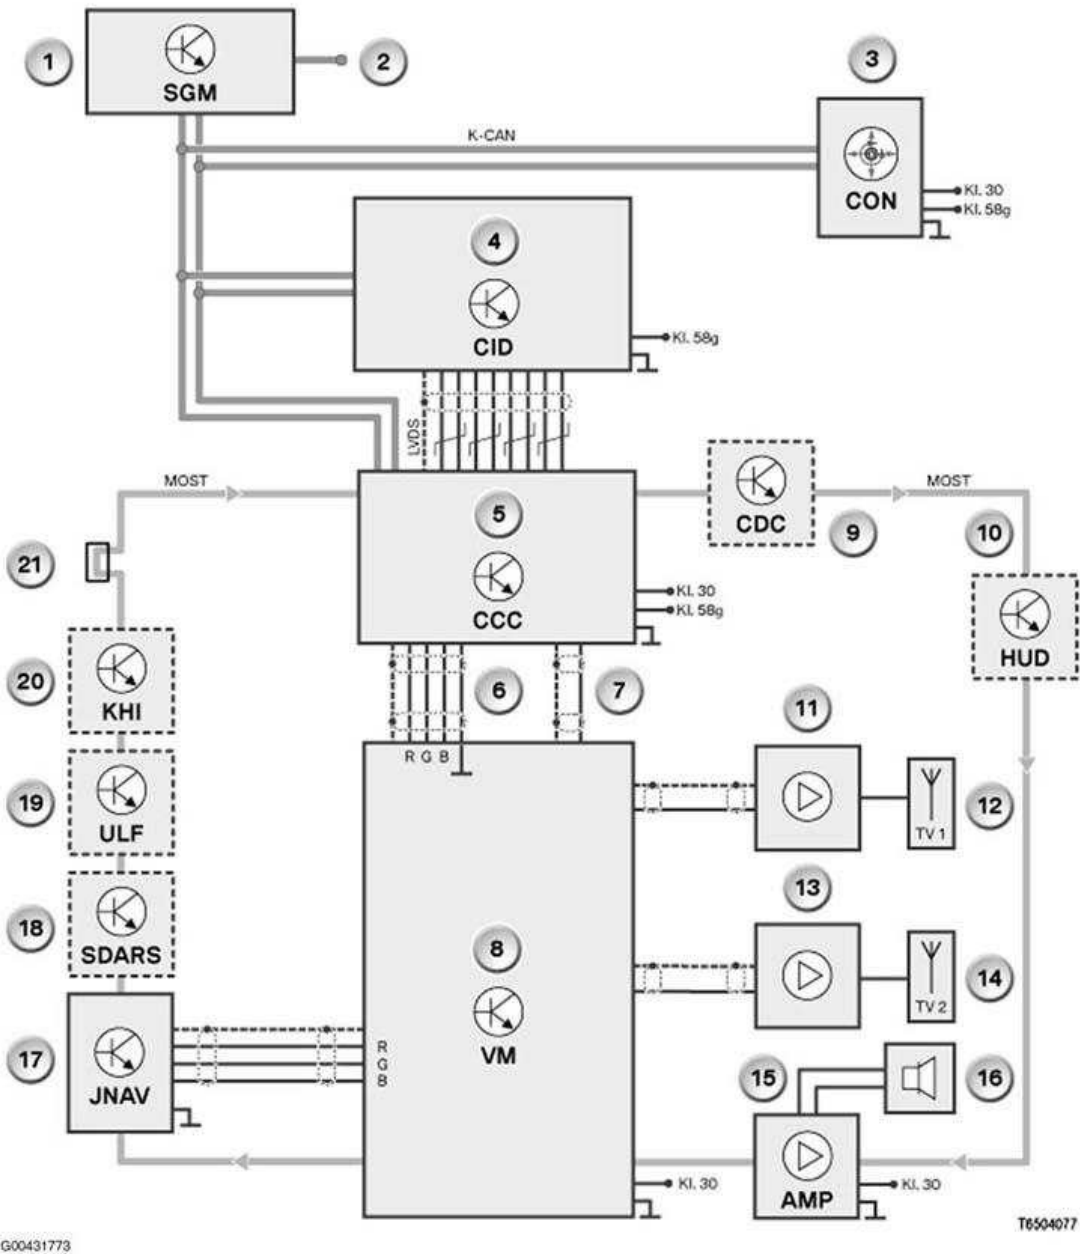 1
SGM
2
3
K-CAN
CON
Kl. 30
Kl. 58g
4
CID
Kl. 58g
LVDS
MOST
5
CCC
Kl. 30
Kl. 58g
CDC
9
MOST
10
HUD
21
20
KHI
6
7
R G B
11
12
TV 1
19
ULF
13
18
SDARS
8
VM
14
TV 2
17
JNAV
R
G
B
15
16
AMP
Kl. 30
Kl. 30
T6504077
G00431773